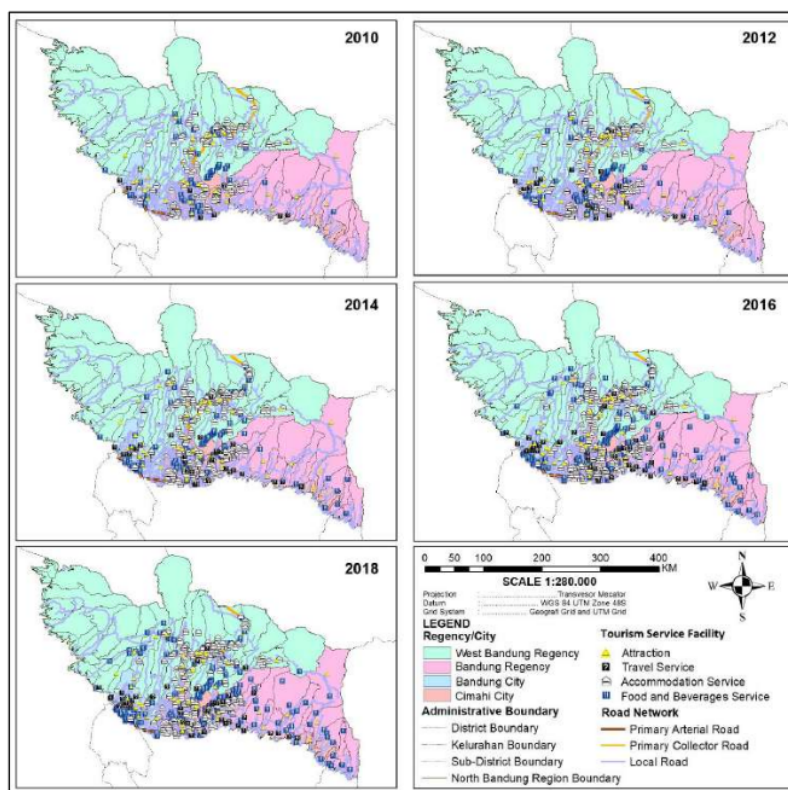 2010
2012
2014
2016
2018
0 50 100 200 300 400
KM
SCALE 1:280.000
Projection : Transvesor Mecator
Datum : WGS 84 UTM Zone 48S
Grid System : Geografi Grid and UTM Grid
N
W E
S
LEGEND
Regency/City
West Bandung Regency
Bandung Regency
Bandung City
Cimahi City
Administrative Boundary
District Boundary
Kelurahan Boundary
Sub-District Boundary
North Bandung Region Boundary
Tourism Service Facility
Attraction
Travel Service
Accommodation Service
Food and Beverages Service
Road Network
Primary Arterial Road
Primary Collector Road
Local Road